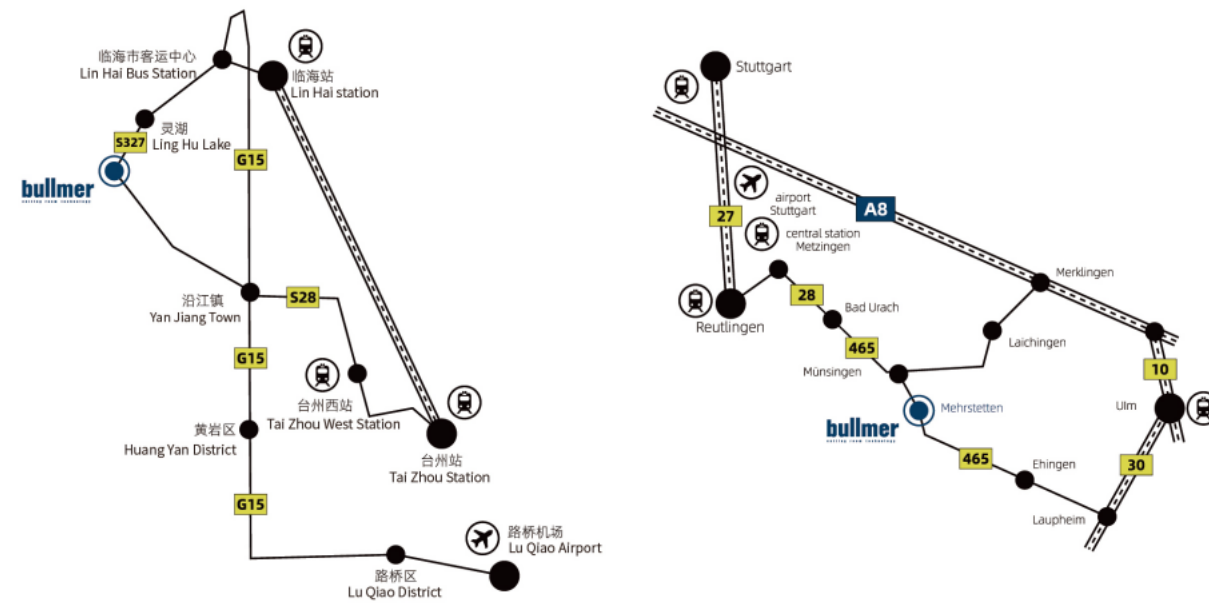 临海市客运中心
Lin Hai Bus Station
临海站
Lin Hai station
灵湖
Ling Hu Lake
S327
G15
bullmer
沿江镇
Yan Jiang Town
S28
G15
台州西站
Tai Zhou West Station
黄岩区
Huang Yan District
台州站
Tai Zhou Station
G15
路桥机场
Lu Qiao Airport
路桥区
Lu Qiao District
Stuttgart
airport
Stuttgart
A8
27
central station
Metzingen
Merklingen
28
Reutlingen
Bad Urach
465
Laichingen
Münsingen
10
Mehrstetten
Ulm
bullmer
465
Ehingen
30
Laupheim